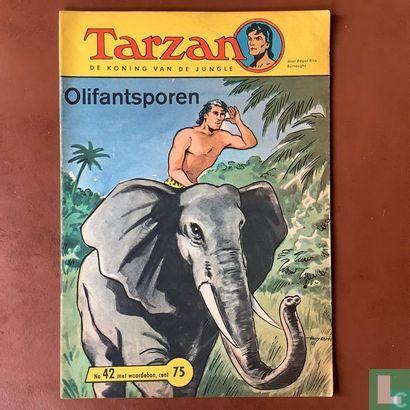 Tarzan
DE KONING VAN DE JUNGLE
door Edgar Rice
Burroughs
Olifantsporen
No 42 met waardebon, cent 75